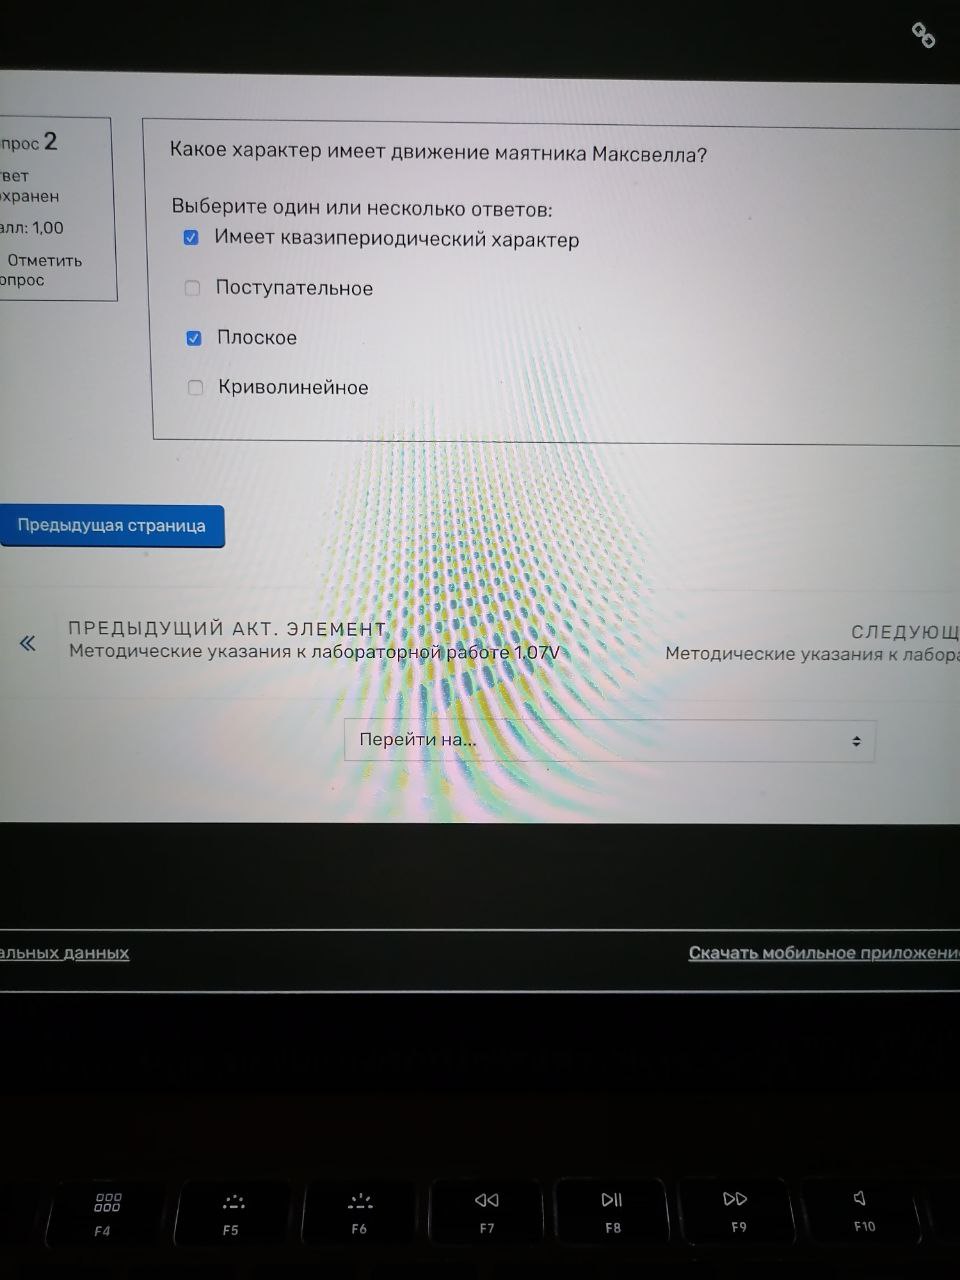 прос 2
вет
охранен
алл: 1,00
Отметить
опрос
Какое характер имеет движение маятника Максвелла?
Выберите один или несколько ответов:
Имеет квазипериодический характер
Поступательное
Плоское
Криволинейное
Предыдущая страница
ПРЕДЫДУЩИЙ АКТ. ЭЛЕМЕНТ
Методические указания к лабораторной работе 1.07V
СЛЕДУЮЩ
Методические указания к лабора
Перейти на...
альных данных
Скачать мобильное приложение
F4
F5
F6
F7
F8
F9
F10